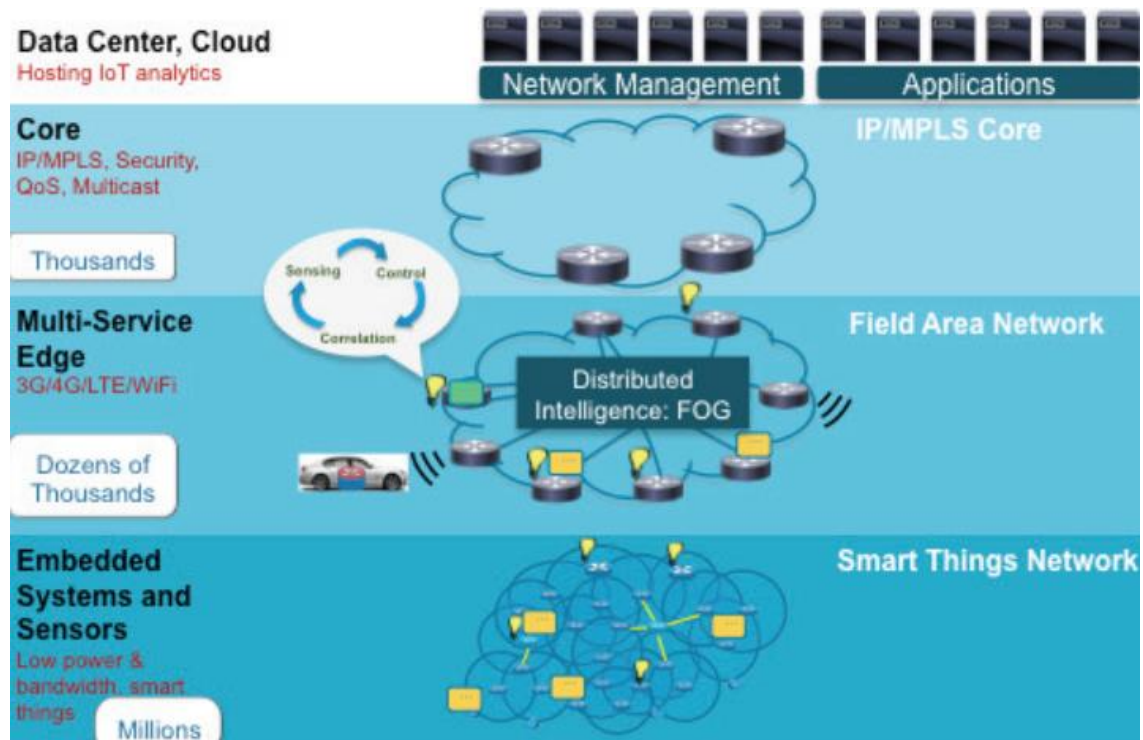 Data Center, Cloud
Hosting IoT analytics
Network Management
Applications
Core
IP/MPLS, Security,
QoS, Multicast
IP/MPLS Core
Thousands
Sensing
Control
Correlation
Multi-Service
Edge
3G/4G/LTE/WiFi
Field Area Network
Distributed
Intelligence: FOG
Dozens of
Thousands
Embedded
Systems and
Sensors
Low power &
bandwidth, smart
things
Smart Things Network
Millions